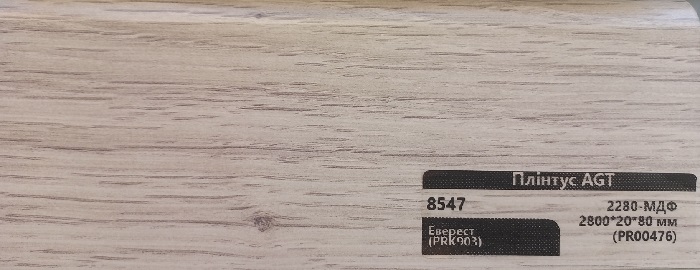 Плінтус AGT
8547
2280-МДФ
2800*20*80 мм
(PR00476)
Еверест
(PRK903)